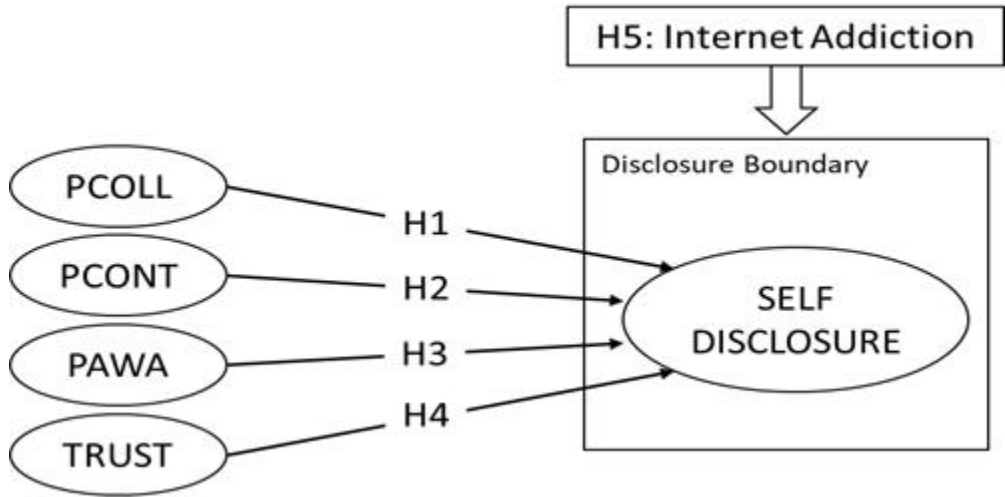 H5: Internet Addiction
Disclosure Boundary
PCOLL
H1
PCONT
H2
SELF
DISCLOSURE
PAWA
H3
H4
TRUST